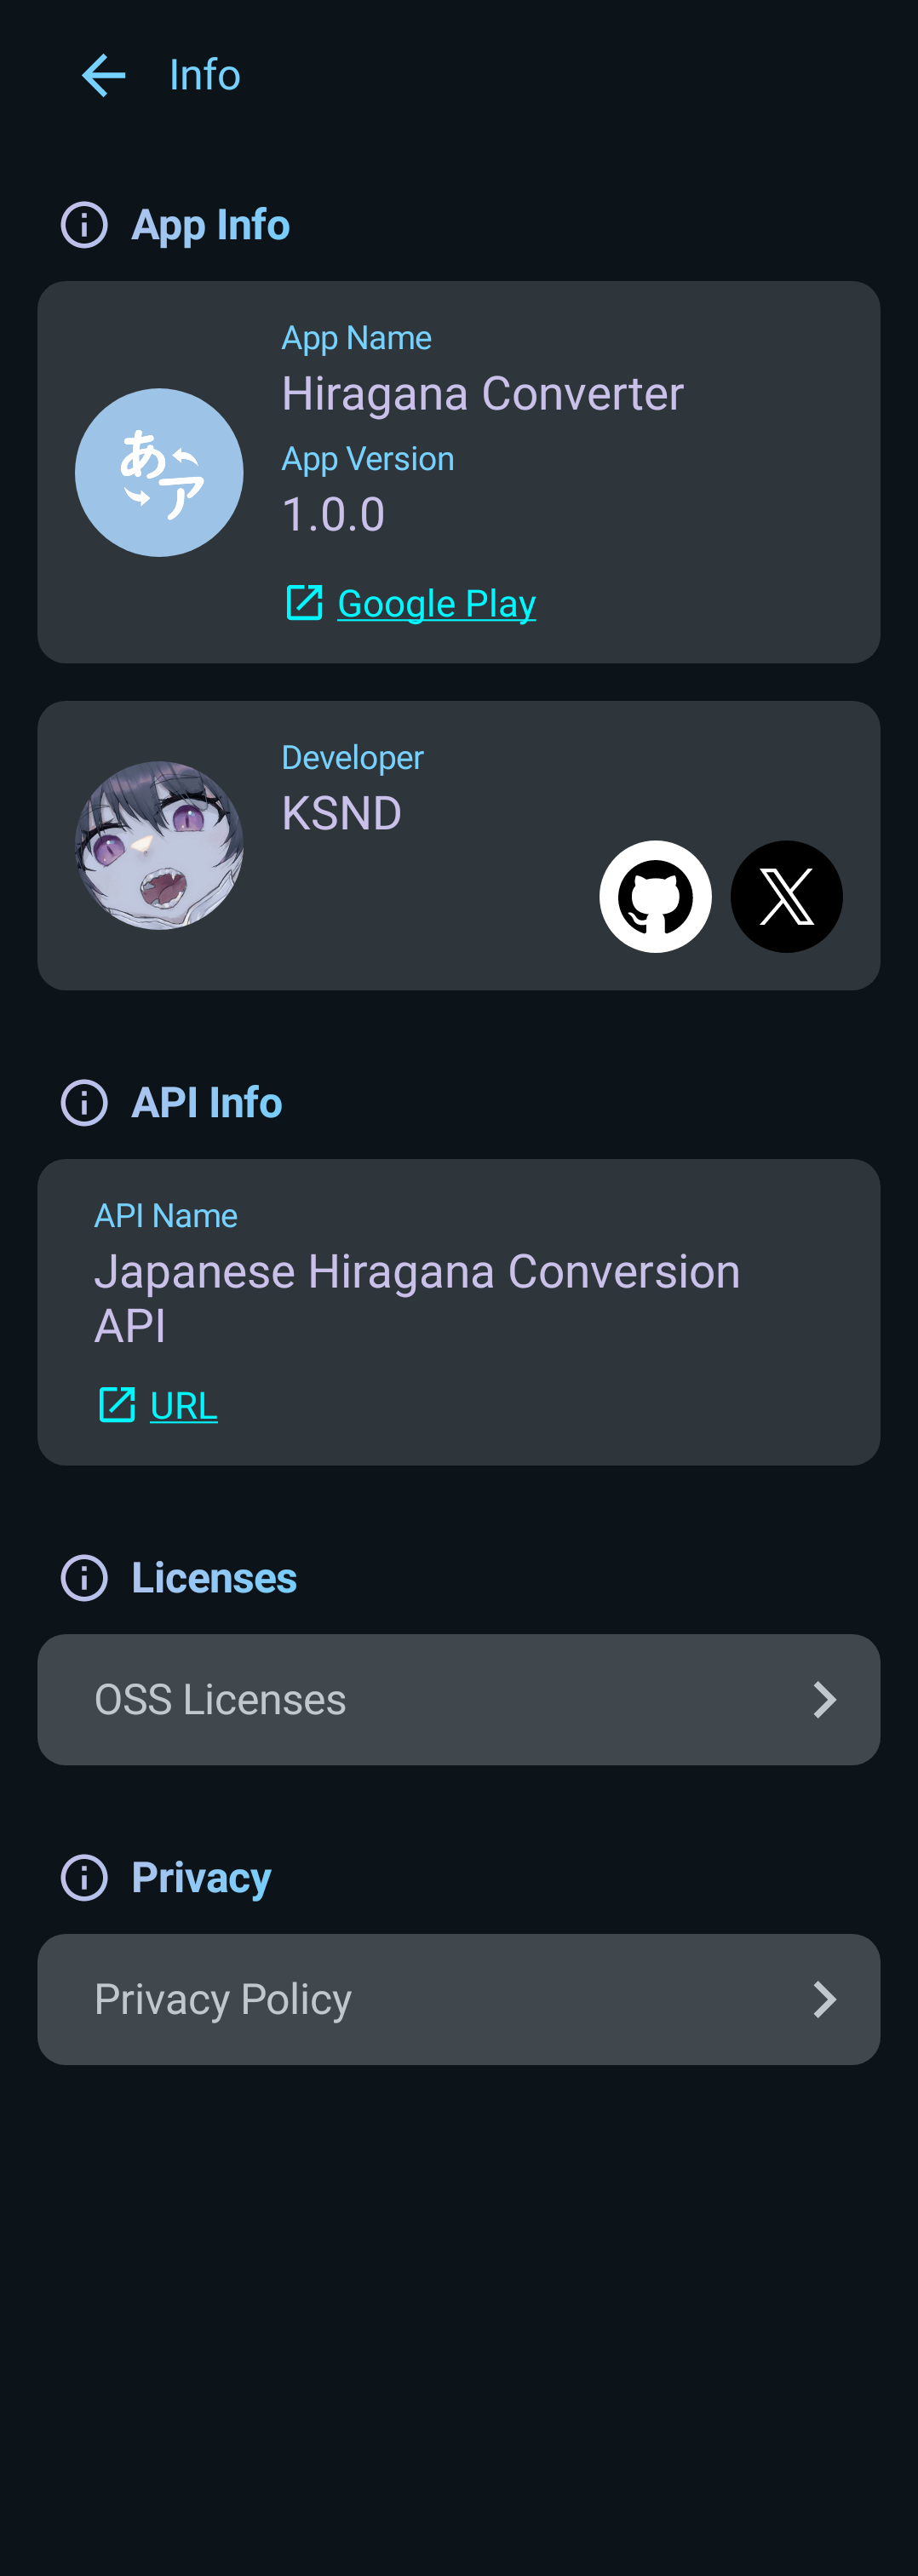 Info
App Info
App Name
Hiragana Converter
App Version
1.0.0
あ
ア
Google Play
Developer
KSND
API Info
API Name
Japanese Hiragana Conversion
API
URL
Licenses
OSS Licenses
Privacy
Privacy Policy